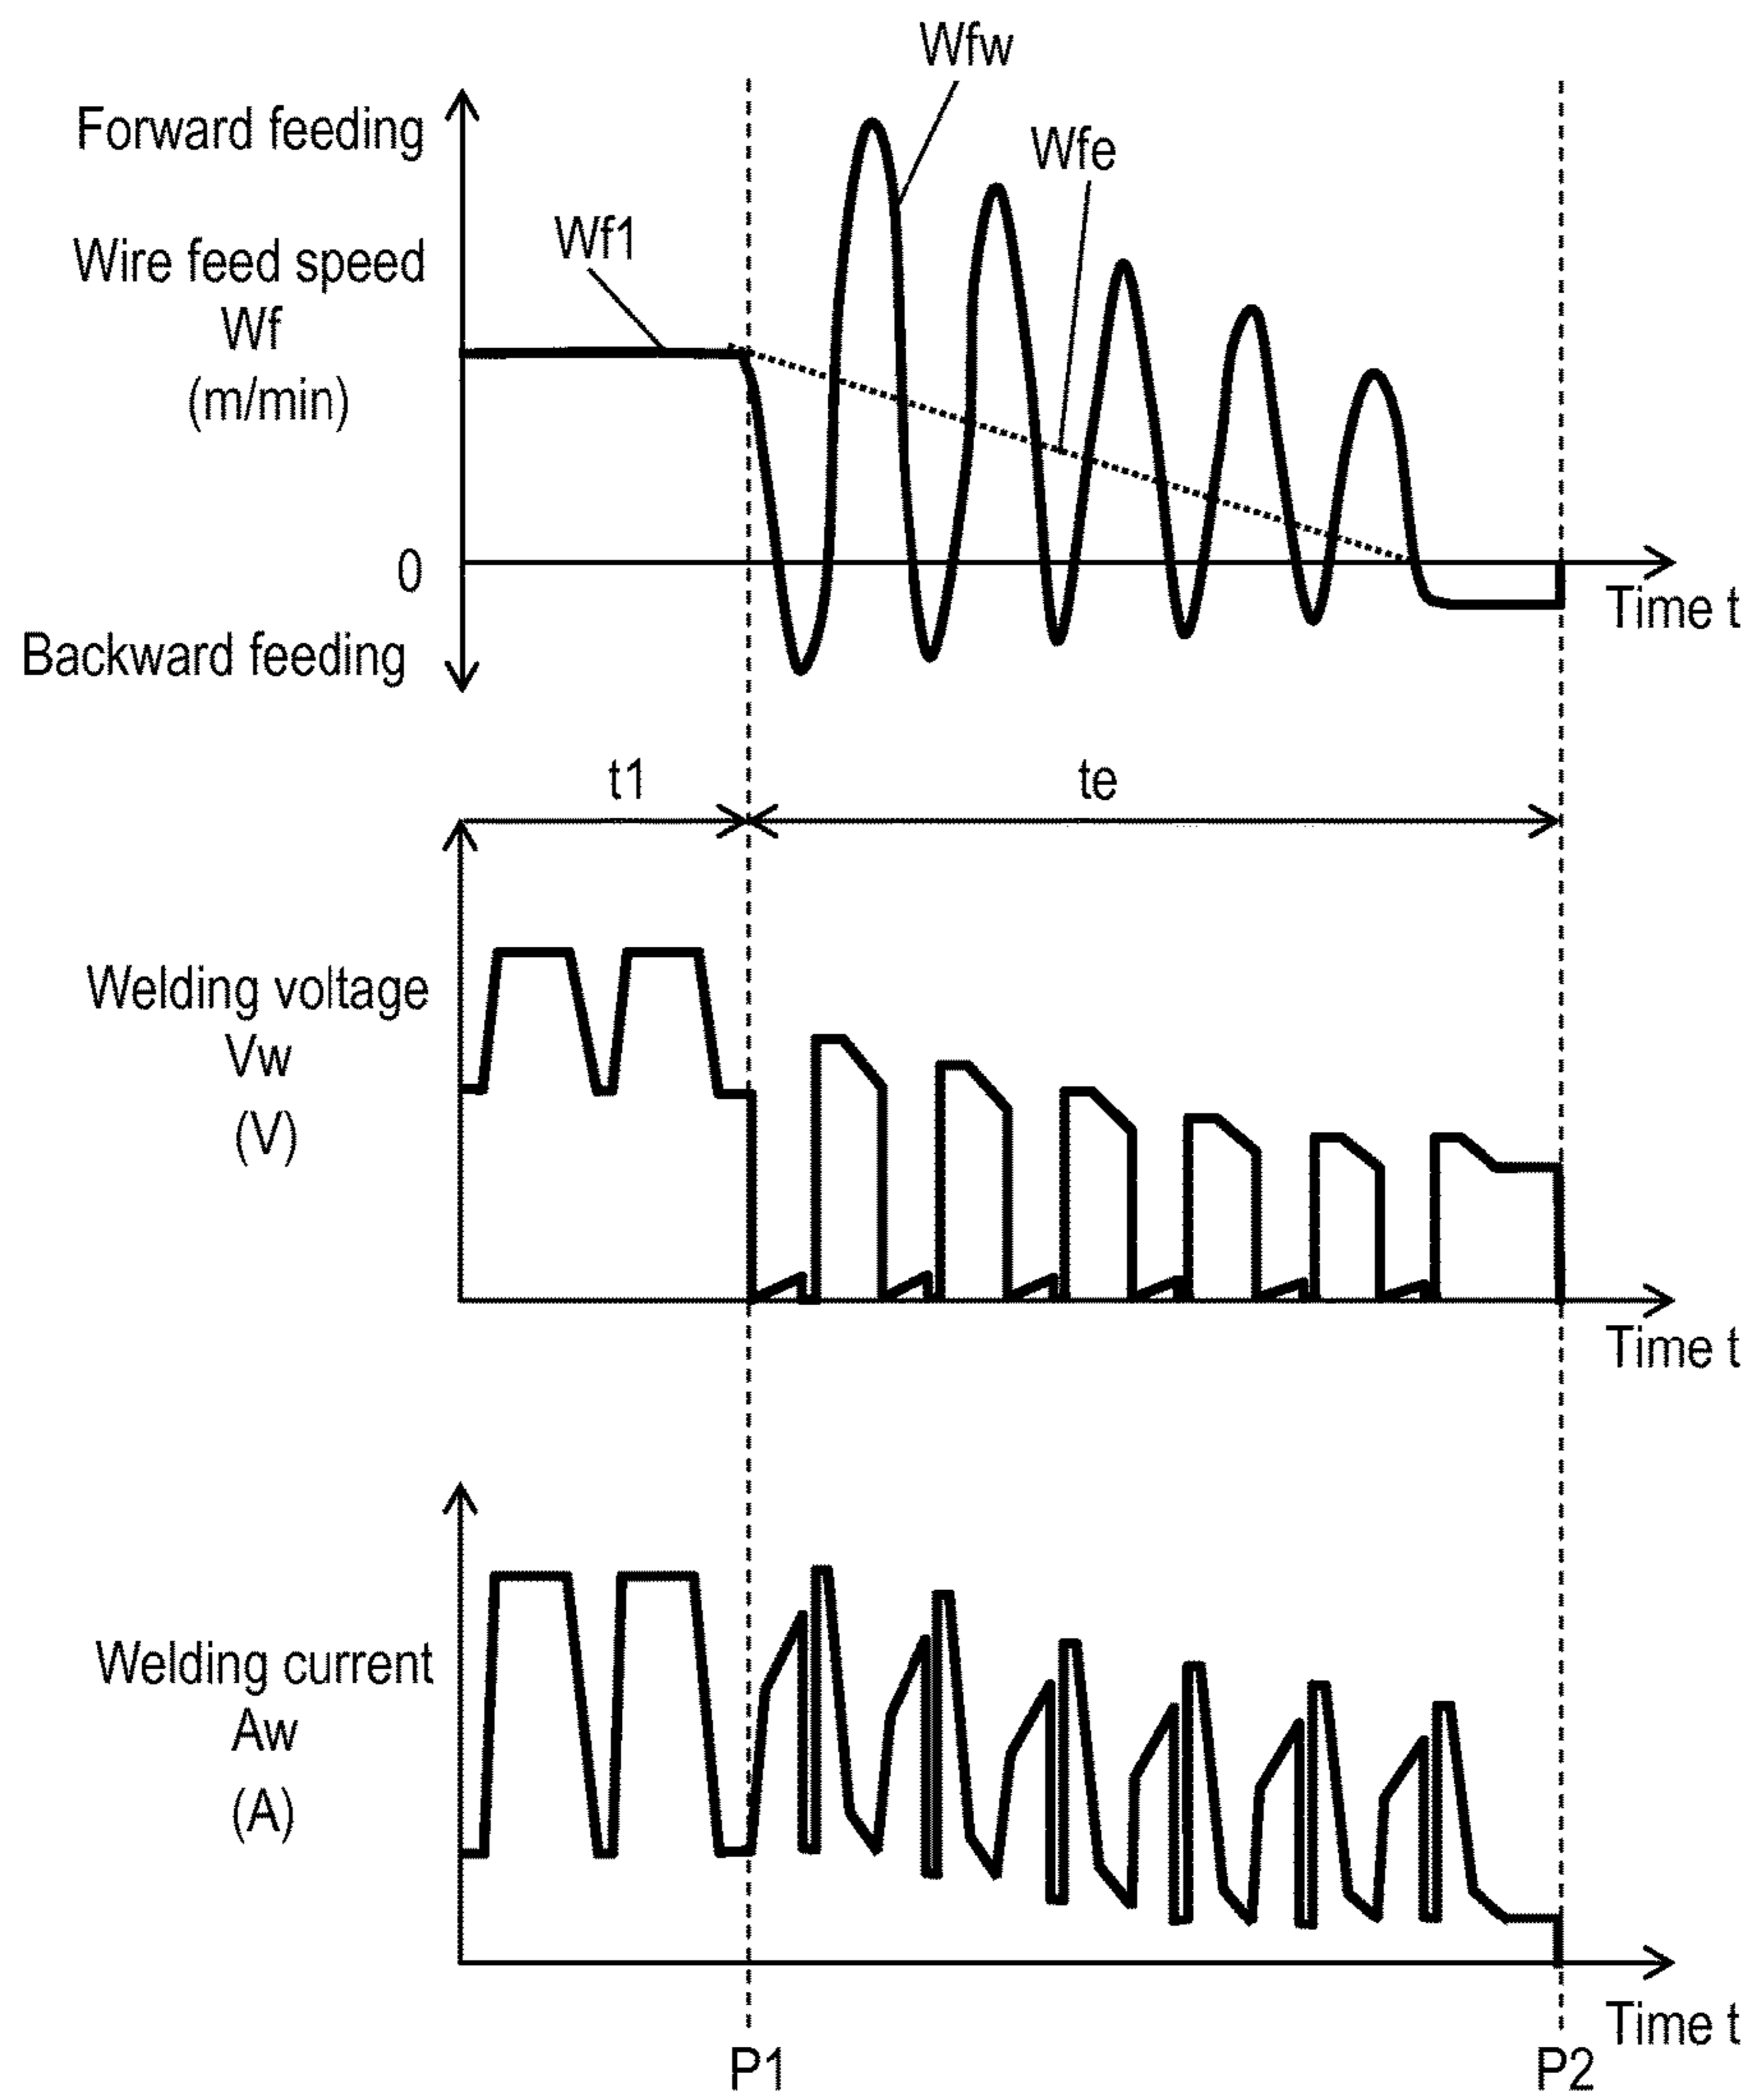 Wfw
Forward feeding
Wfe
Wf1
Wire feed speed
Wf
(m/min)
0
Time t
Backward feeding
t1
te
Welding voltage
Vw
(V)
Time t
Welding current
Aw
(A)
Time t
P1
P2